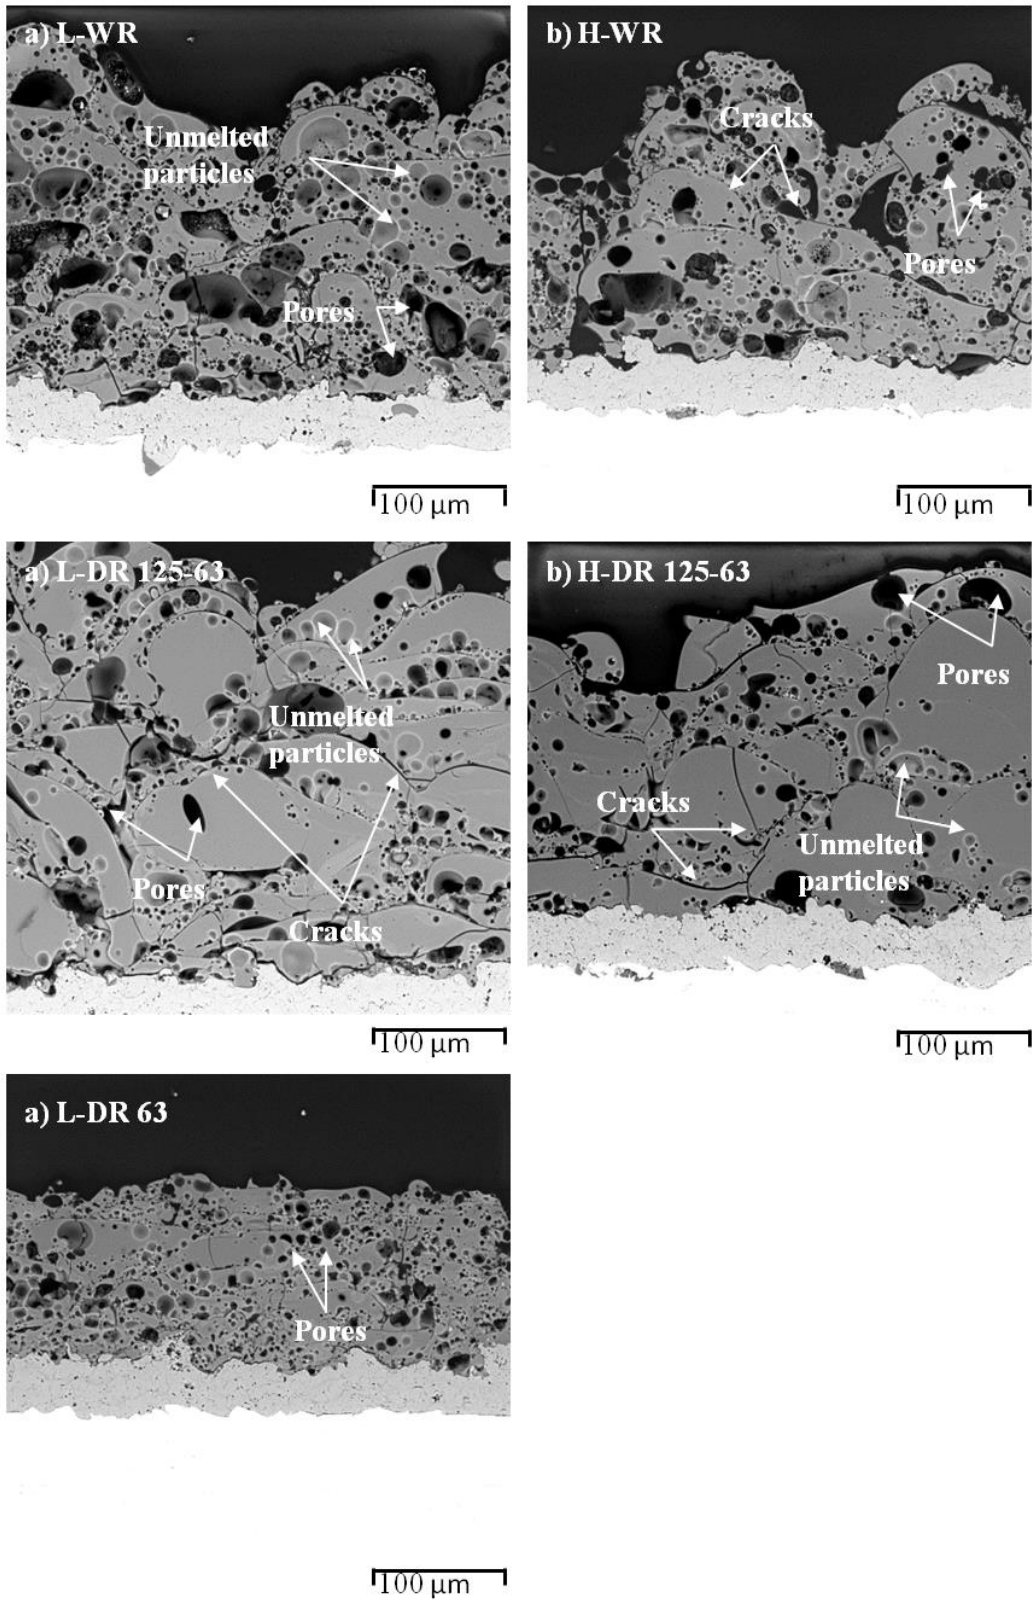 a) L-WR
Unmelted
particles
Pores
100 µm
b) H-WR
Cracks
Pores
100 µm
a) L-DR 125-63
Unmelted
particles
Pores
Cracks
100 µm
b) H-DR 125-63
Pores
Cracks
Unmelted
particles
100 µm
a) L-DR 63
Pores
100 µm